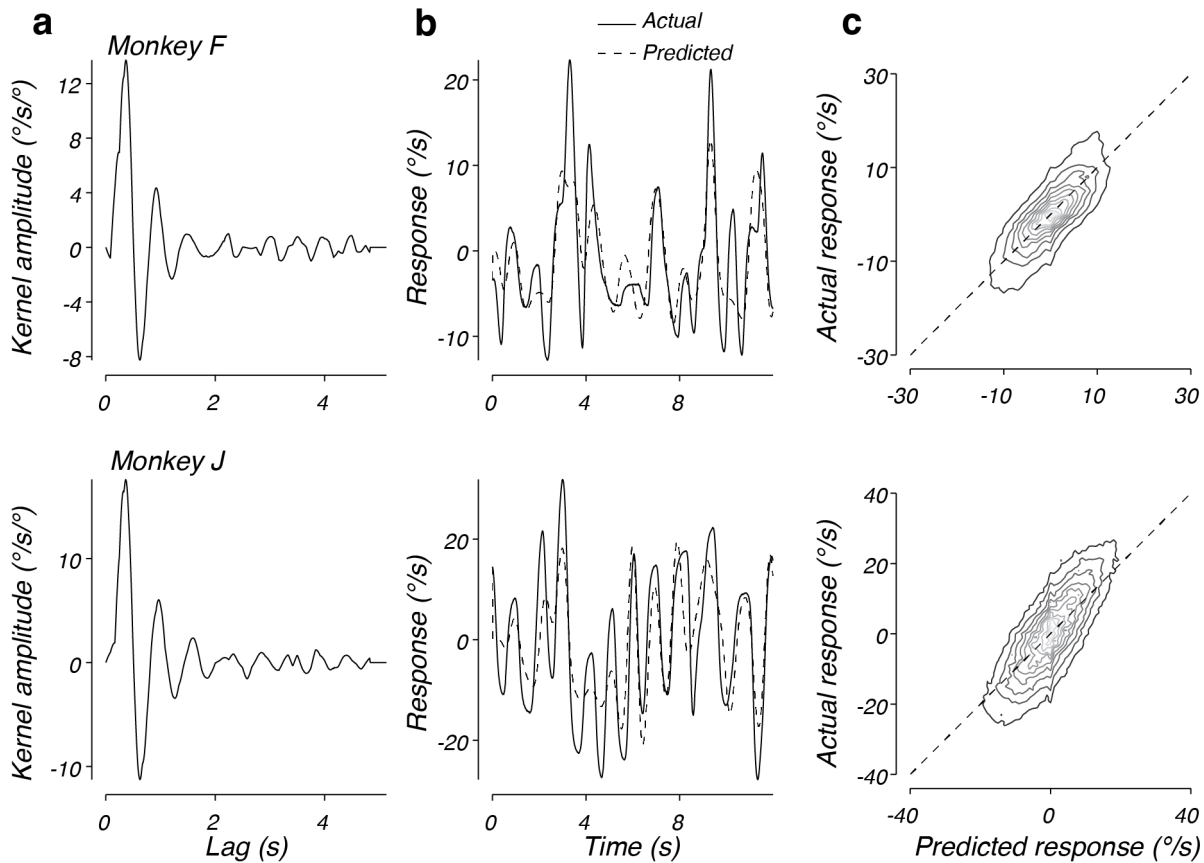 a
b
c
Monkey F
Actual
Predicted
Kernel amplitude (°/s/°)
12
8
4
0
-4
-8
0 2 4
Response (°/s)
20
10
0
-10
0 4 8
Actual response (°/s)
30
10
-10
-30
-30 -10 10 30
Monkey J
Kernel amplitude (°/s/°)
10
0
-10
0 2 4
Lag (s)
Response (°/s)
20
0
-20
0 4 8
Time (s)
Actual response (°/s)
40
20
0
-20
-40
-40 0 40
Predicted response (°/s)